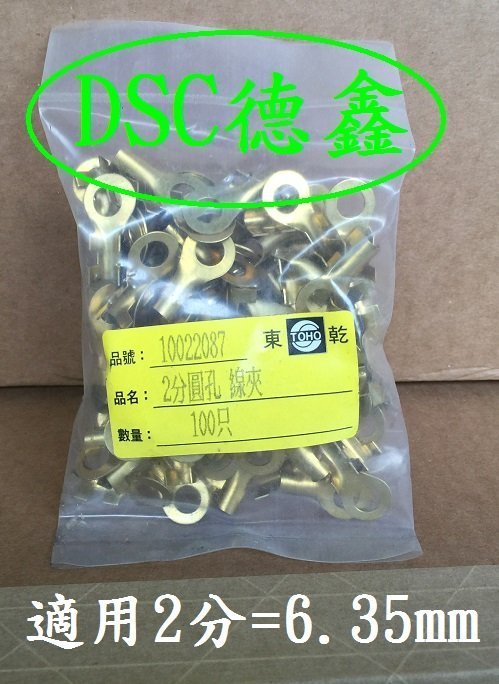 DSC德鑫
東 TOHO 乾
品號：10022087
品名：2分圓孔 線夾
數量：100只
適用2分=6.35mm